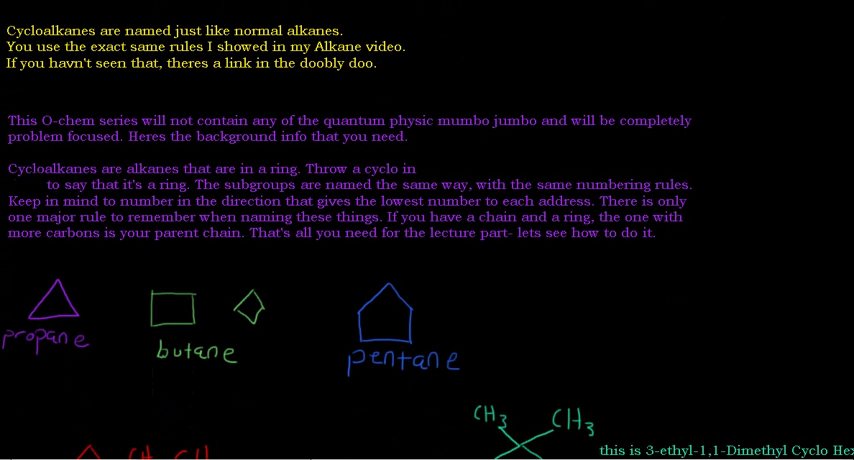 Cycloalkanes are named just like normal alkanes.
You use the exact same rules I showed in my Alkane video.
If you havn't seen that, theres a link in the doobly doo.
This O-chem series will not contain any of the quantum physic mumbo jumbo and will be completely
problem focused. Heres the background info that you need.
Cycloalkanes are alkanes that are in a ring. Throw a cyclo in
to say that it's a ring. The subgroups are named the same way, with the same numbering rules.
Keep in mind to number in the direction that gives the lowest number to each address. There is only
one major rule to remember when naming these things. If you have a chain and a ring, the one with
more carbons is your parent chain. That's all you need for the lecture part- lets see how to do it.
propane
butane
pentane
CH3 CH3
this is 3-ethyl-1,1-Dimethyl Cyclo Hex